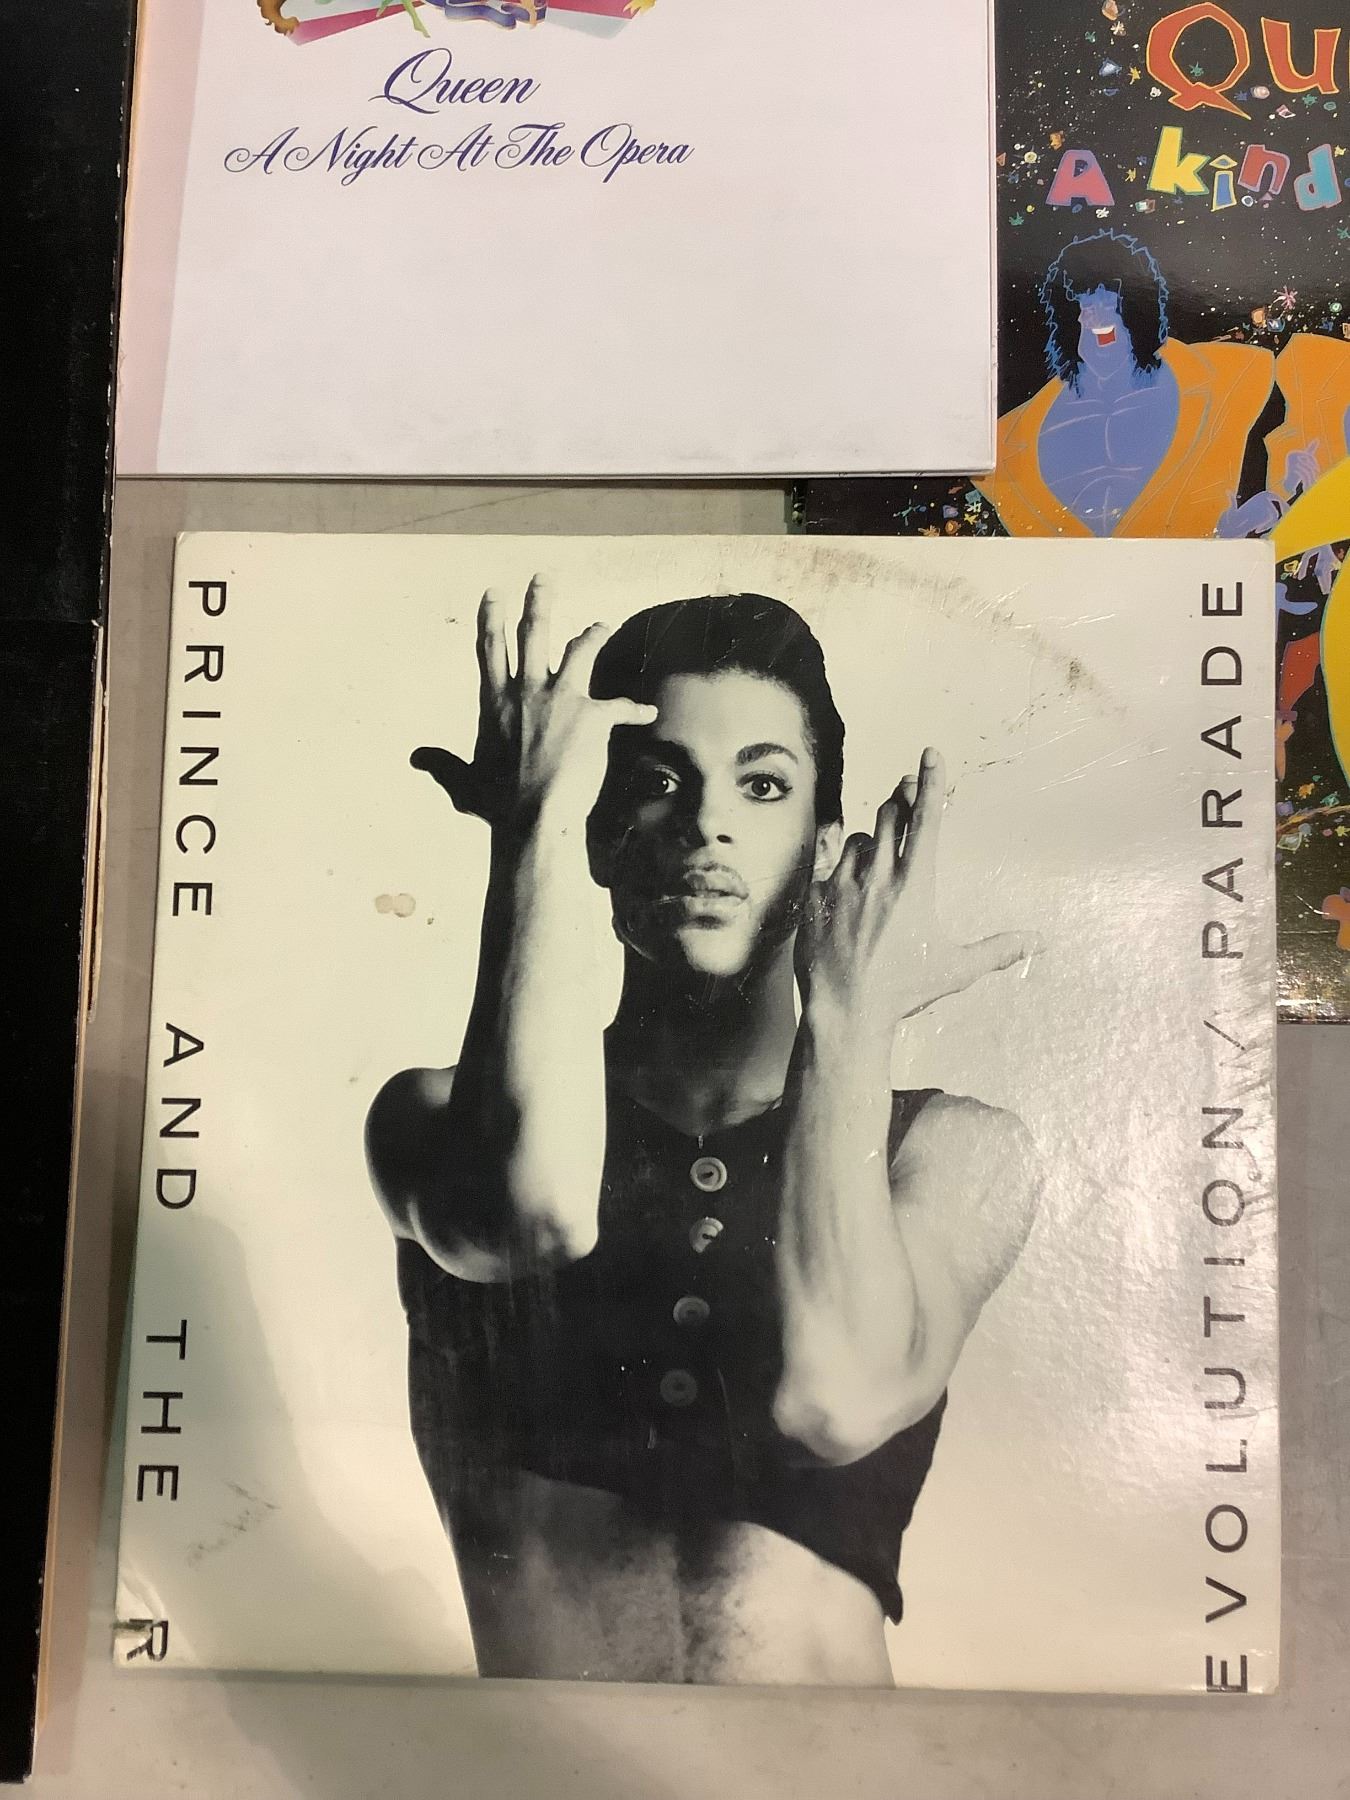 Queen
A Night At The Opera
Qu
A kind
PRINCE AND THE R
EVOLUTION / PARADE